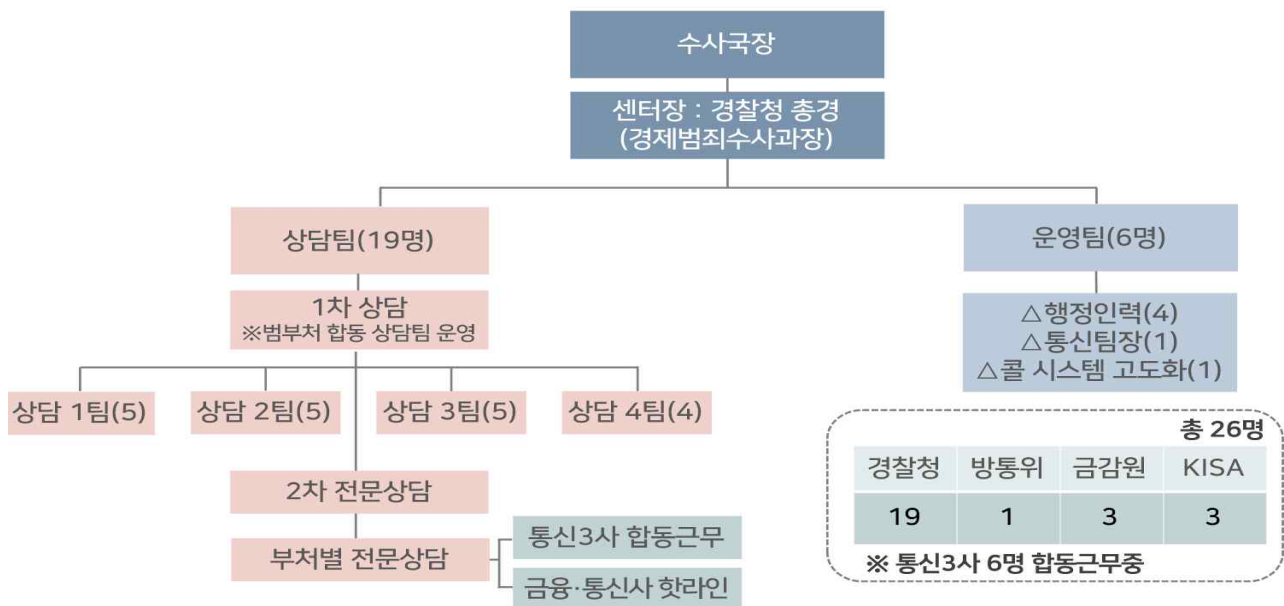 수사국장
센터장 : 경찰청 총경
(경제범죄수사과장)
상담팀(19명)
운영팀(6명)
1차 상담
※범부처 합동 상담팀 운영
△행정인력(4)
△통신팀장(1)
△콜 시스템 고도화(1)
상담 1팀(5)
상담 2팀(5)
상담 3팀(5)
상담 4팀(4)
총 26명
경찰청 방통위 금감원 KISA
19 1 3 3
※ 통신3사 6명 합동근무중
2차 전문상담
부처별 전문상담
통신3사 합동근무
금융·통신사 핫라인